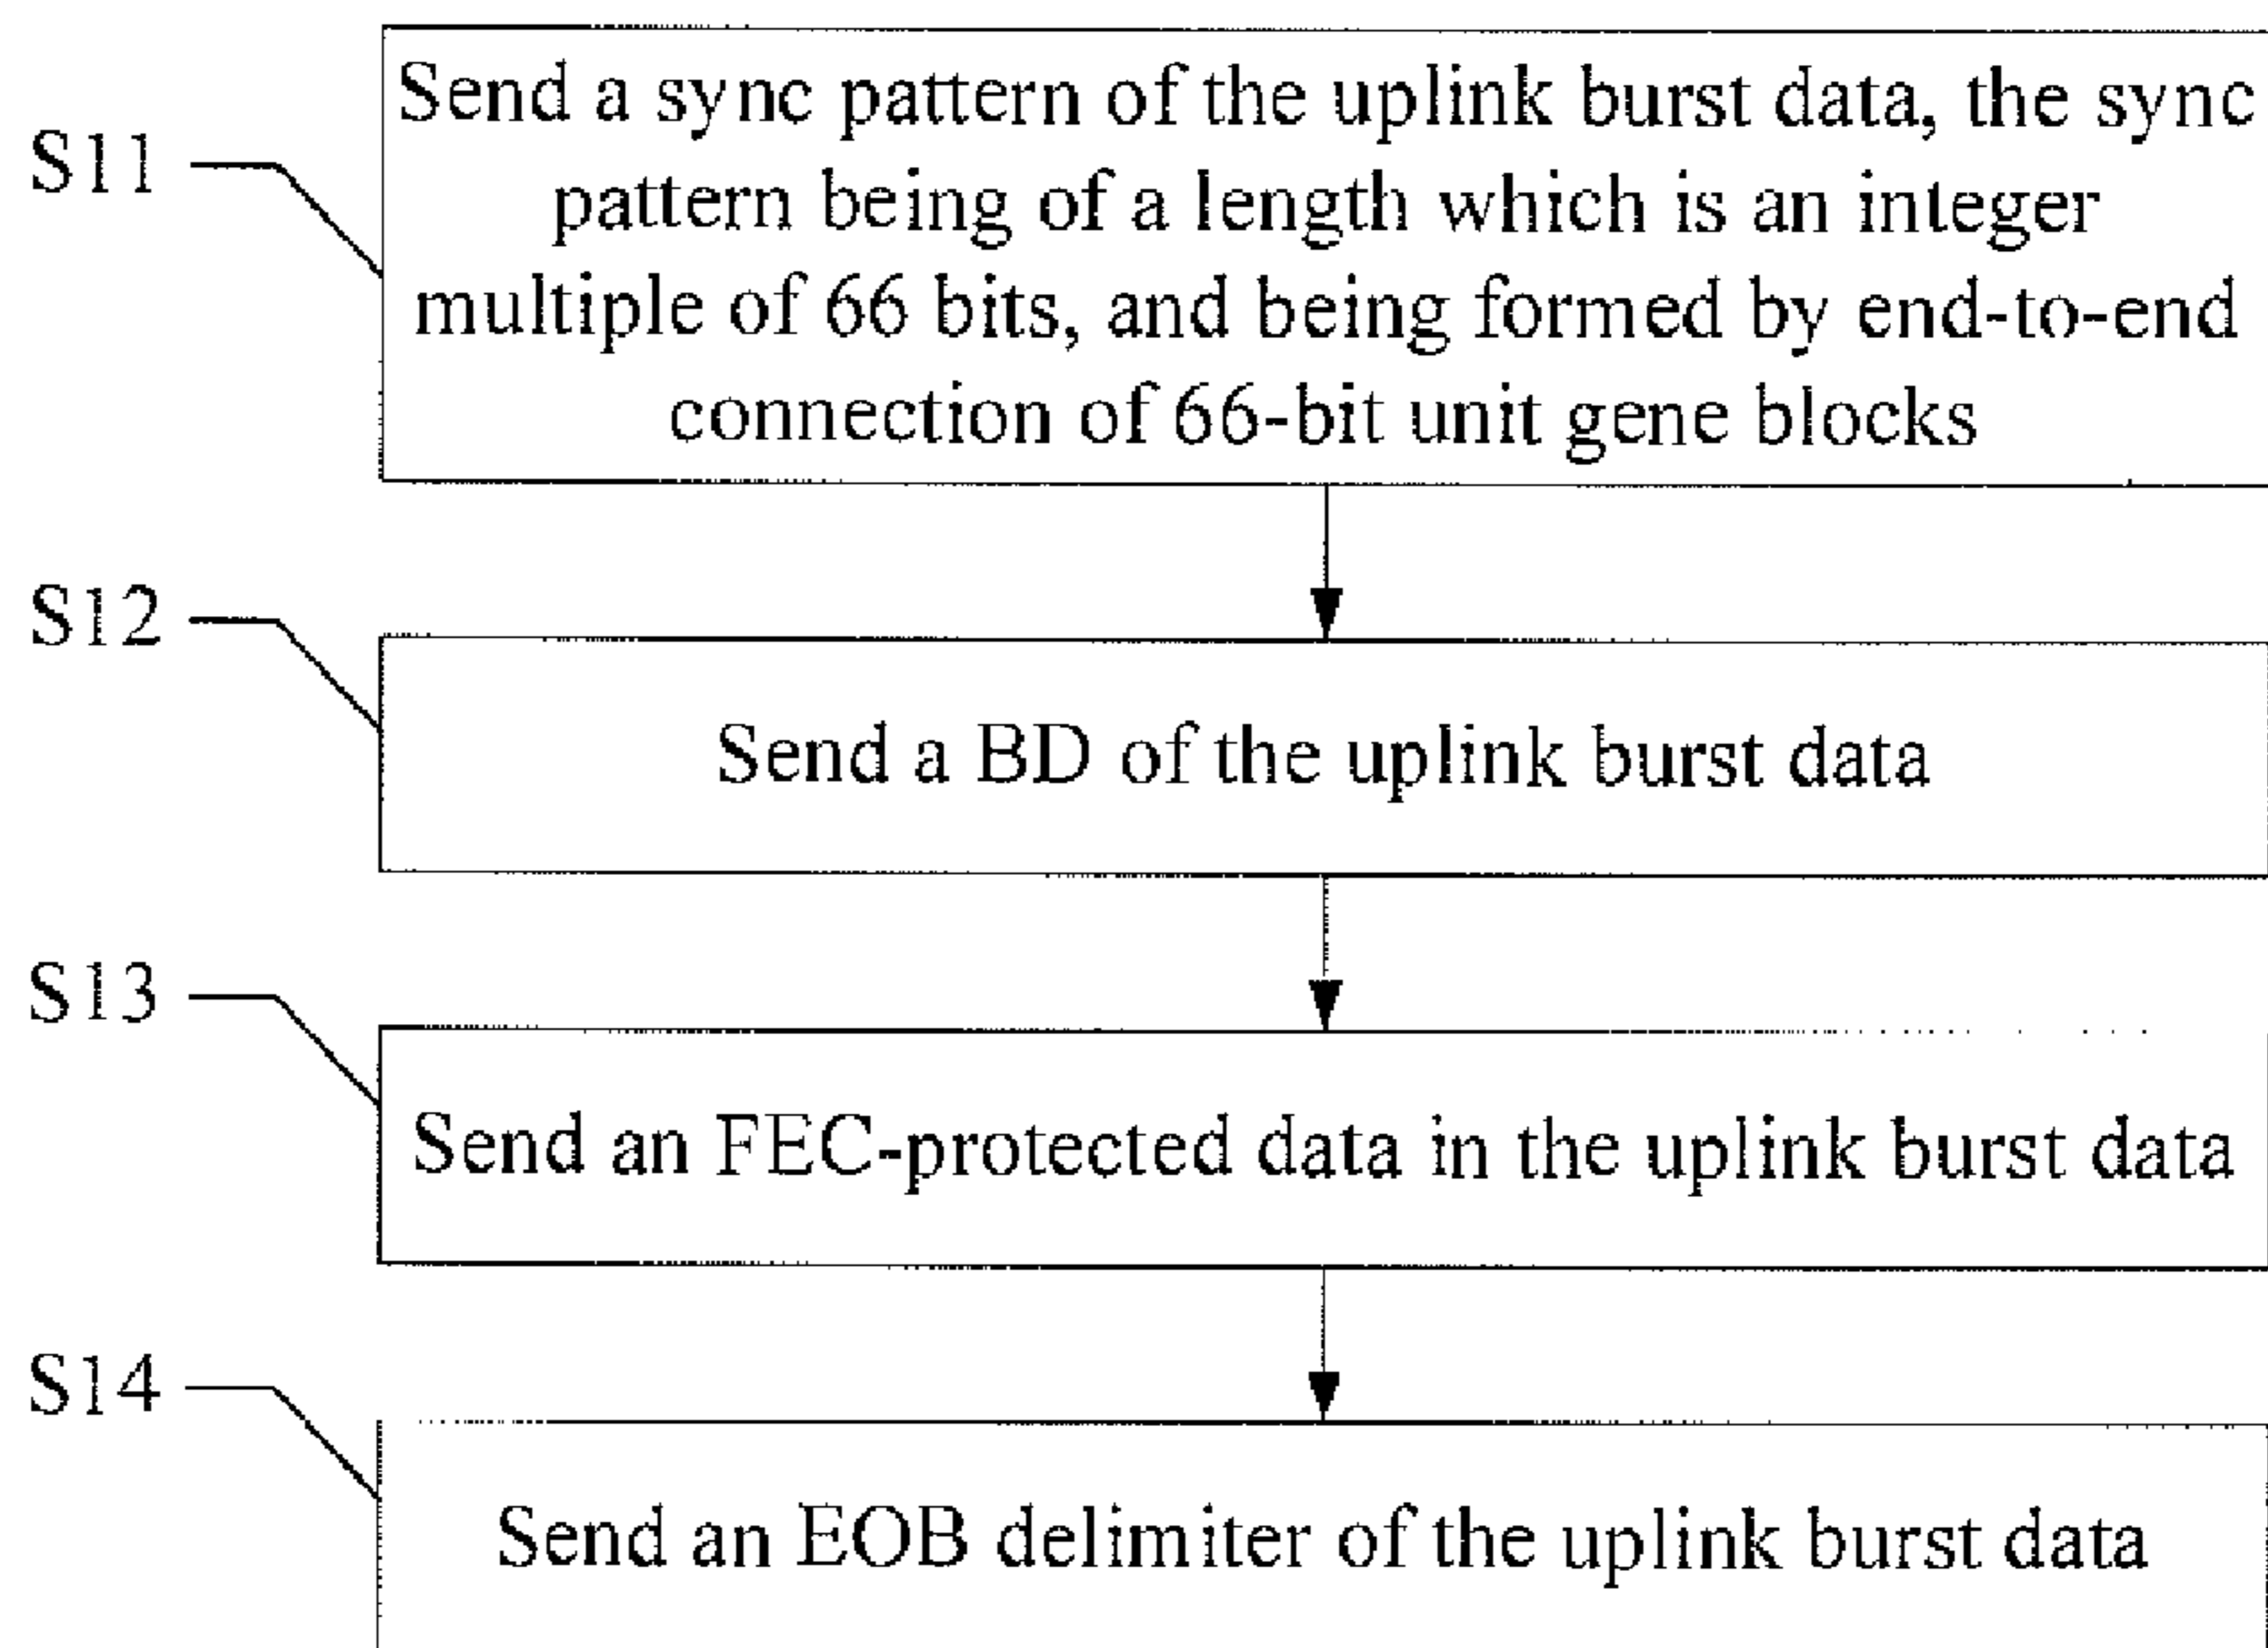 S11
Send a sync pattern of the uplink burst data, the sync
pattern being of a length which is an integer
multiple of 66 bits, and being formed by end-to-end
connection of 66-bit unit gene blocks
S12
Send a BD of the uplink burst data
S13
Send an FEC-protected data in the uplink burst data
S14
Send an EOB delimiter of the uplink burst data